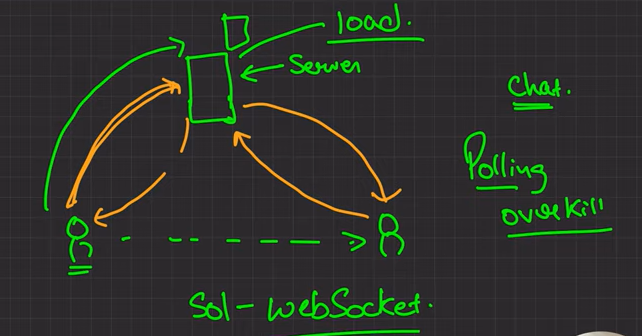 load.
Server
Chat.
Polling
overkill
Sol - WebSocket.